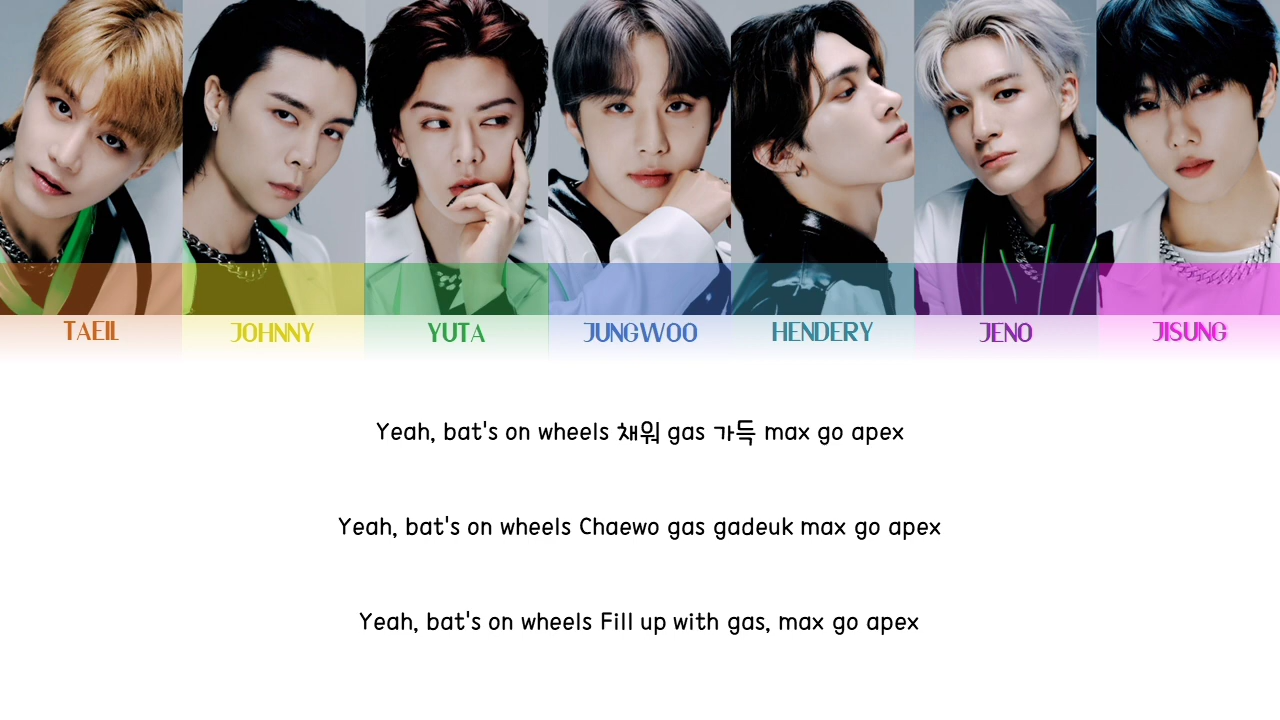 TAEIL JOHNNY YUTA JUNGWOO HENDERY JENO JISUNG
Yeah, bat's on wheels 채워 gas 가득 max go apex
Yeah, bat's on wheels Chaewo gas gadeuk max go apex
Yeah, bat's on wheels Fill up with gas, max go apex